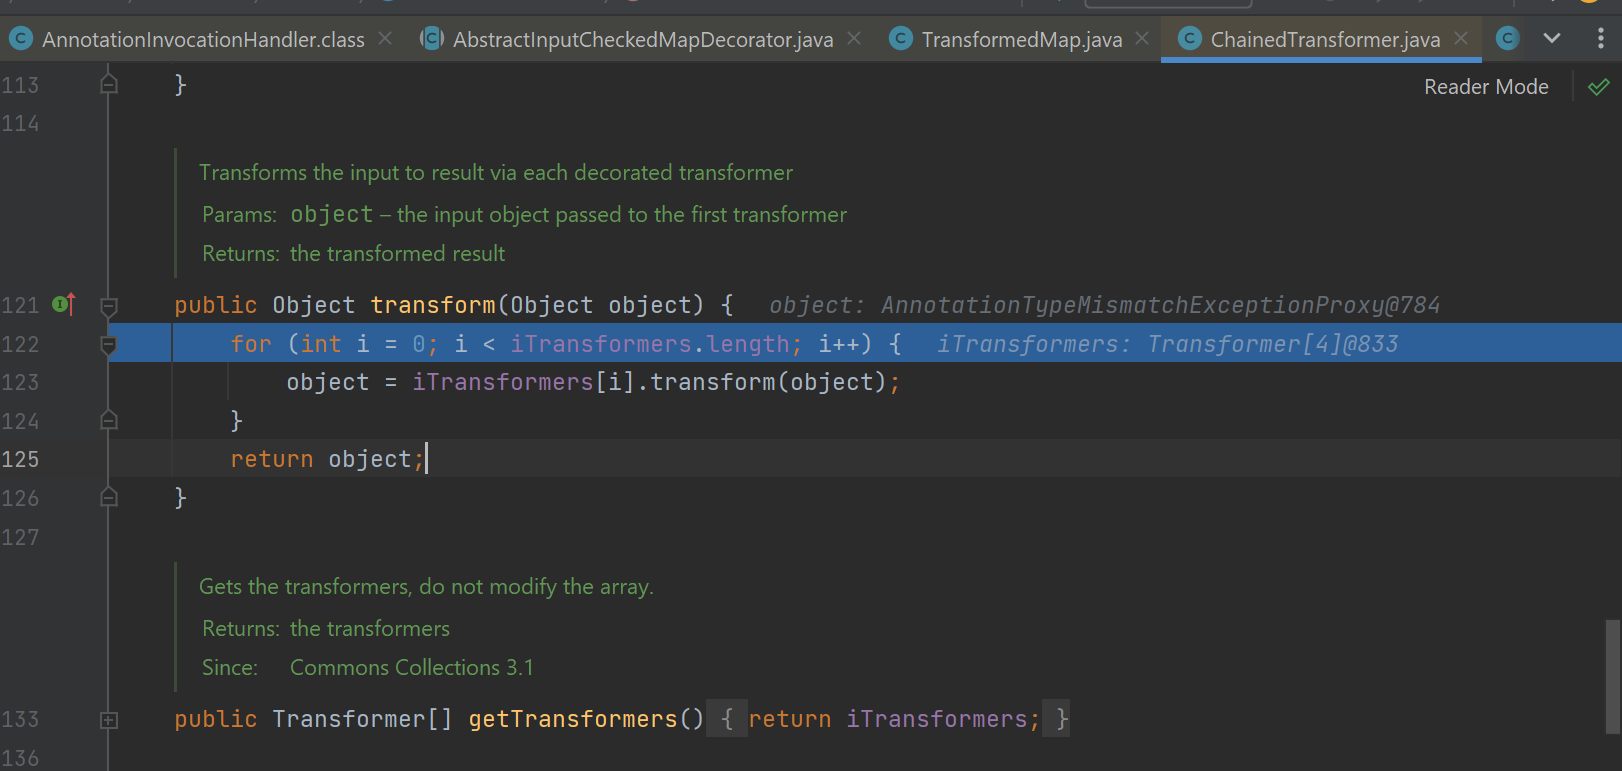 AnnotationInvocationHandler.class AbstractInputCheckedMapDecorator.java TransformedMap.java ChainedTransformer.java
113 }
Reader Mode
114
Transforms the input to result via each decorated transformer
Params: object – the input object passed to the first transformer
Returns: the transformed result
121 public Object transform(Object object) { object: AnnotationTypeMismatchExceptionProxy@784
122 for (int i = 0; i < iTransformers.length; i++) { iTransformers: Transformer[4]@833
123 object = iTransformers[i].transform(object);
124 }
125 return object;
126 }
127
Gets the transformers, do not modify the array.
Returns: the transformers
Since: Commons Collections 3.1
133 public Transformer[] getTransformers() { return iTransformers; }
136